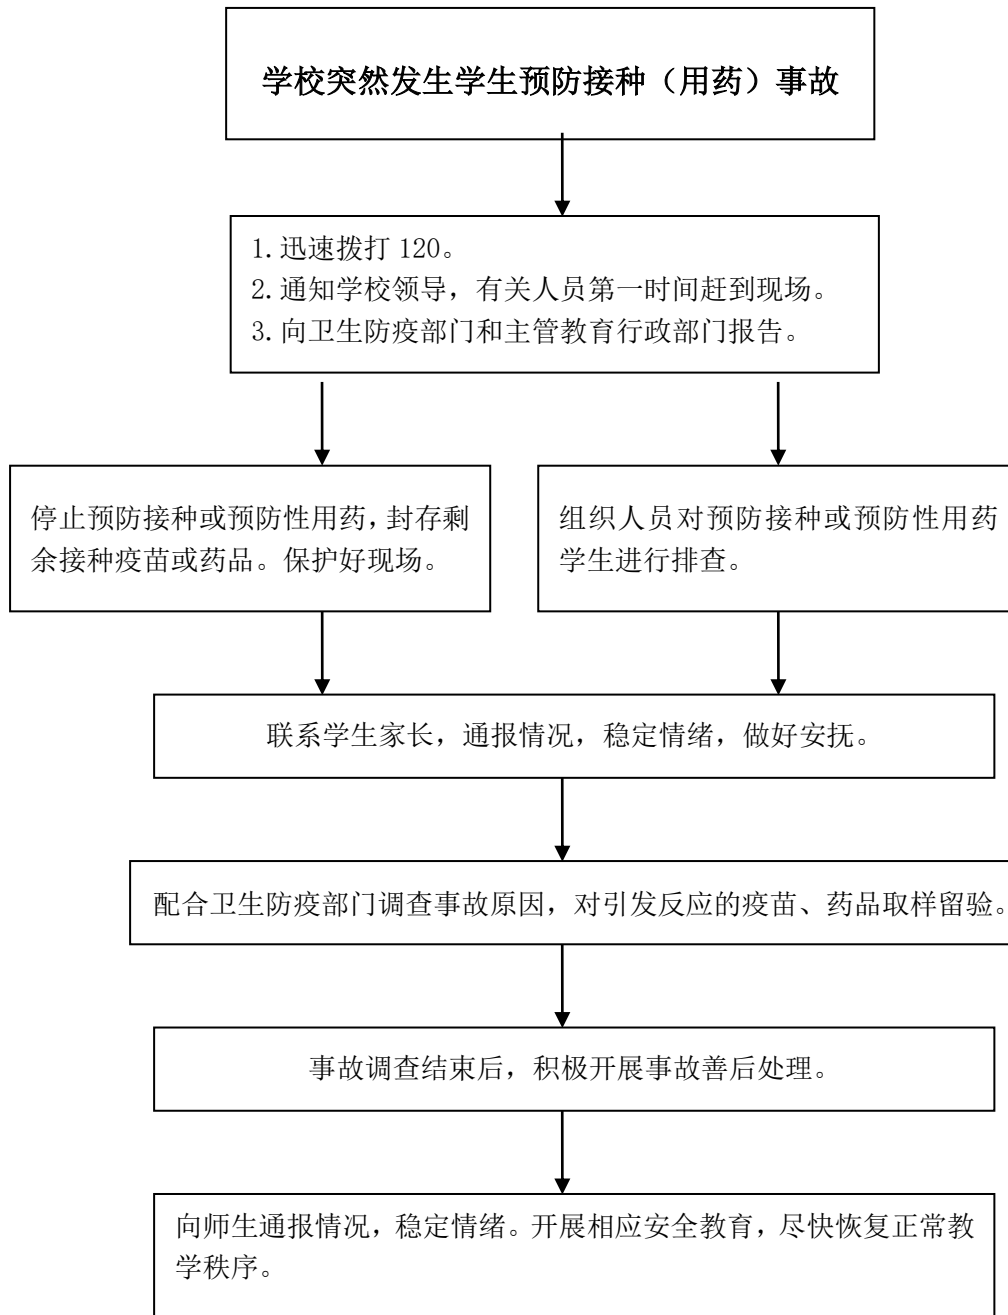 学校突然发生学生预防接种（用药）事故
1.迅速拨打 120。
2.通知学校领导，有关人员第一时间赶到现场。
3.向卫生防疫部门和主管教育行政部门报告。
停止预防接种或预防性用药，封存剩
余接种疫苗或药品。保护好现场。
组织人员对预防接种或预防性用药
学生进行排查。
联系学生家长，通报情况，稳定情绪，做好安抚。
配合卫生防疫部门调查事故原因，对引发反应的疫苗、药品取样留验。
事故调查结束后，积极开展事故善后处理。
向师生通报情况，稳定情绪。开展相应安全教育，尽快恢复正常教
学秩序。